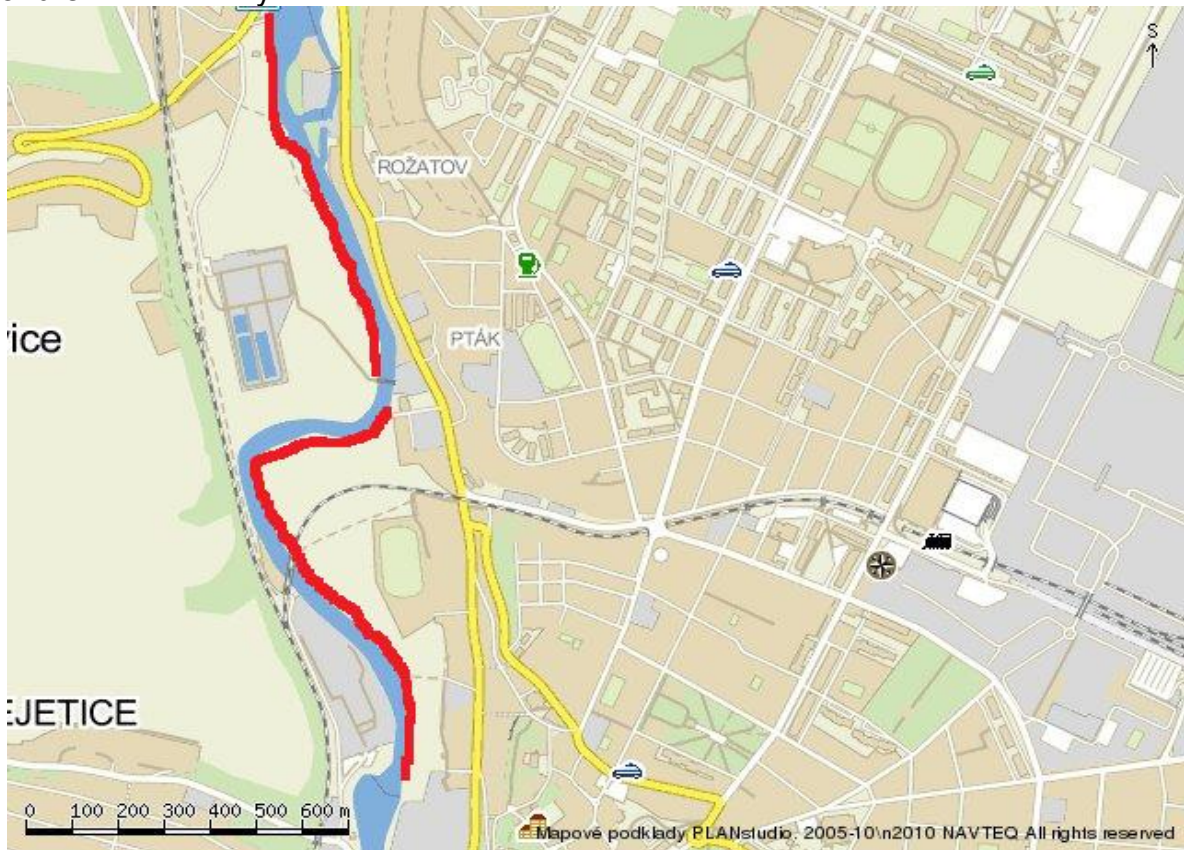 S
ROŽATOV
PTÁK
vice
EJETICE
0 100 200 300 400 500 600 m
Mapové podklady PLANstudio, 2005-10\n2010 NAVTEQ All rights reserved